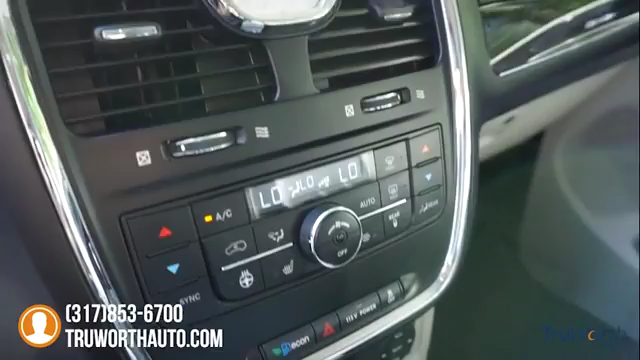 A/C
LO LO LO
AUTO
OFF
REAR
SYNC
econ
115V POWER
(317)853-6700
TRUWORTHAUTO.COM